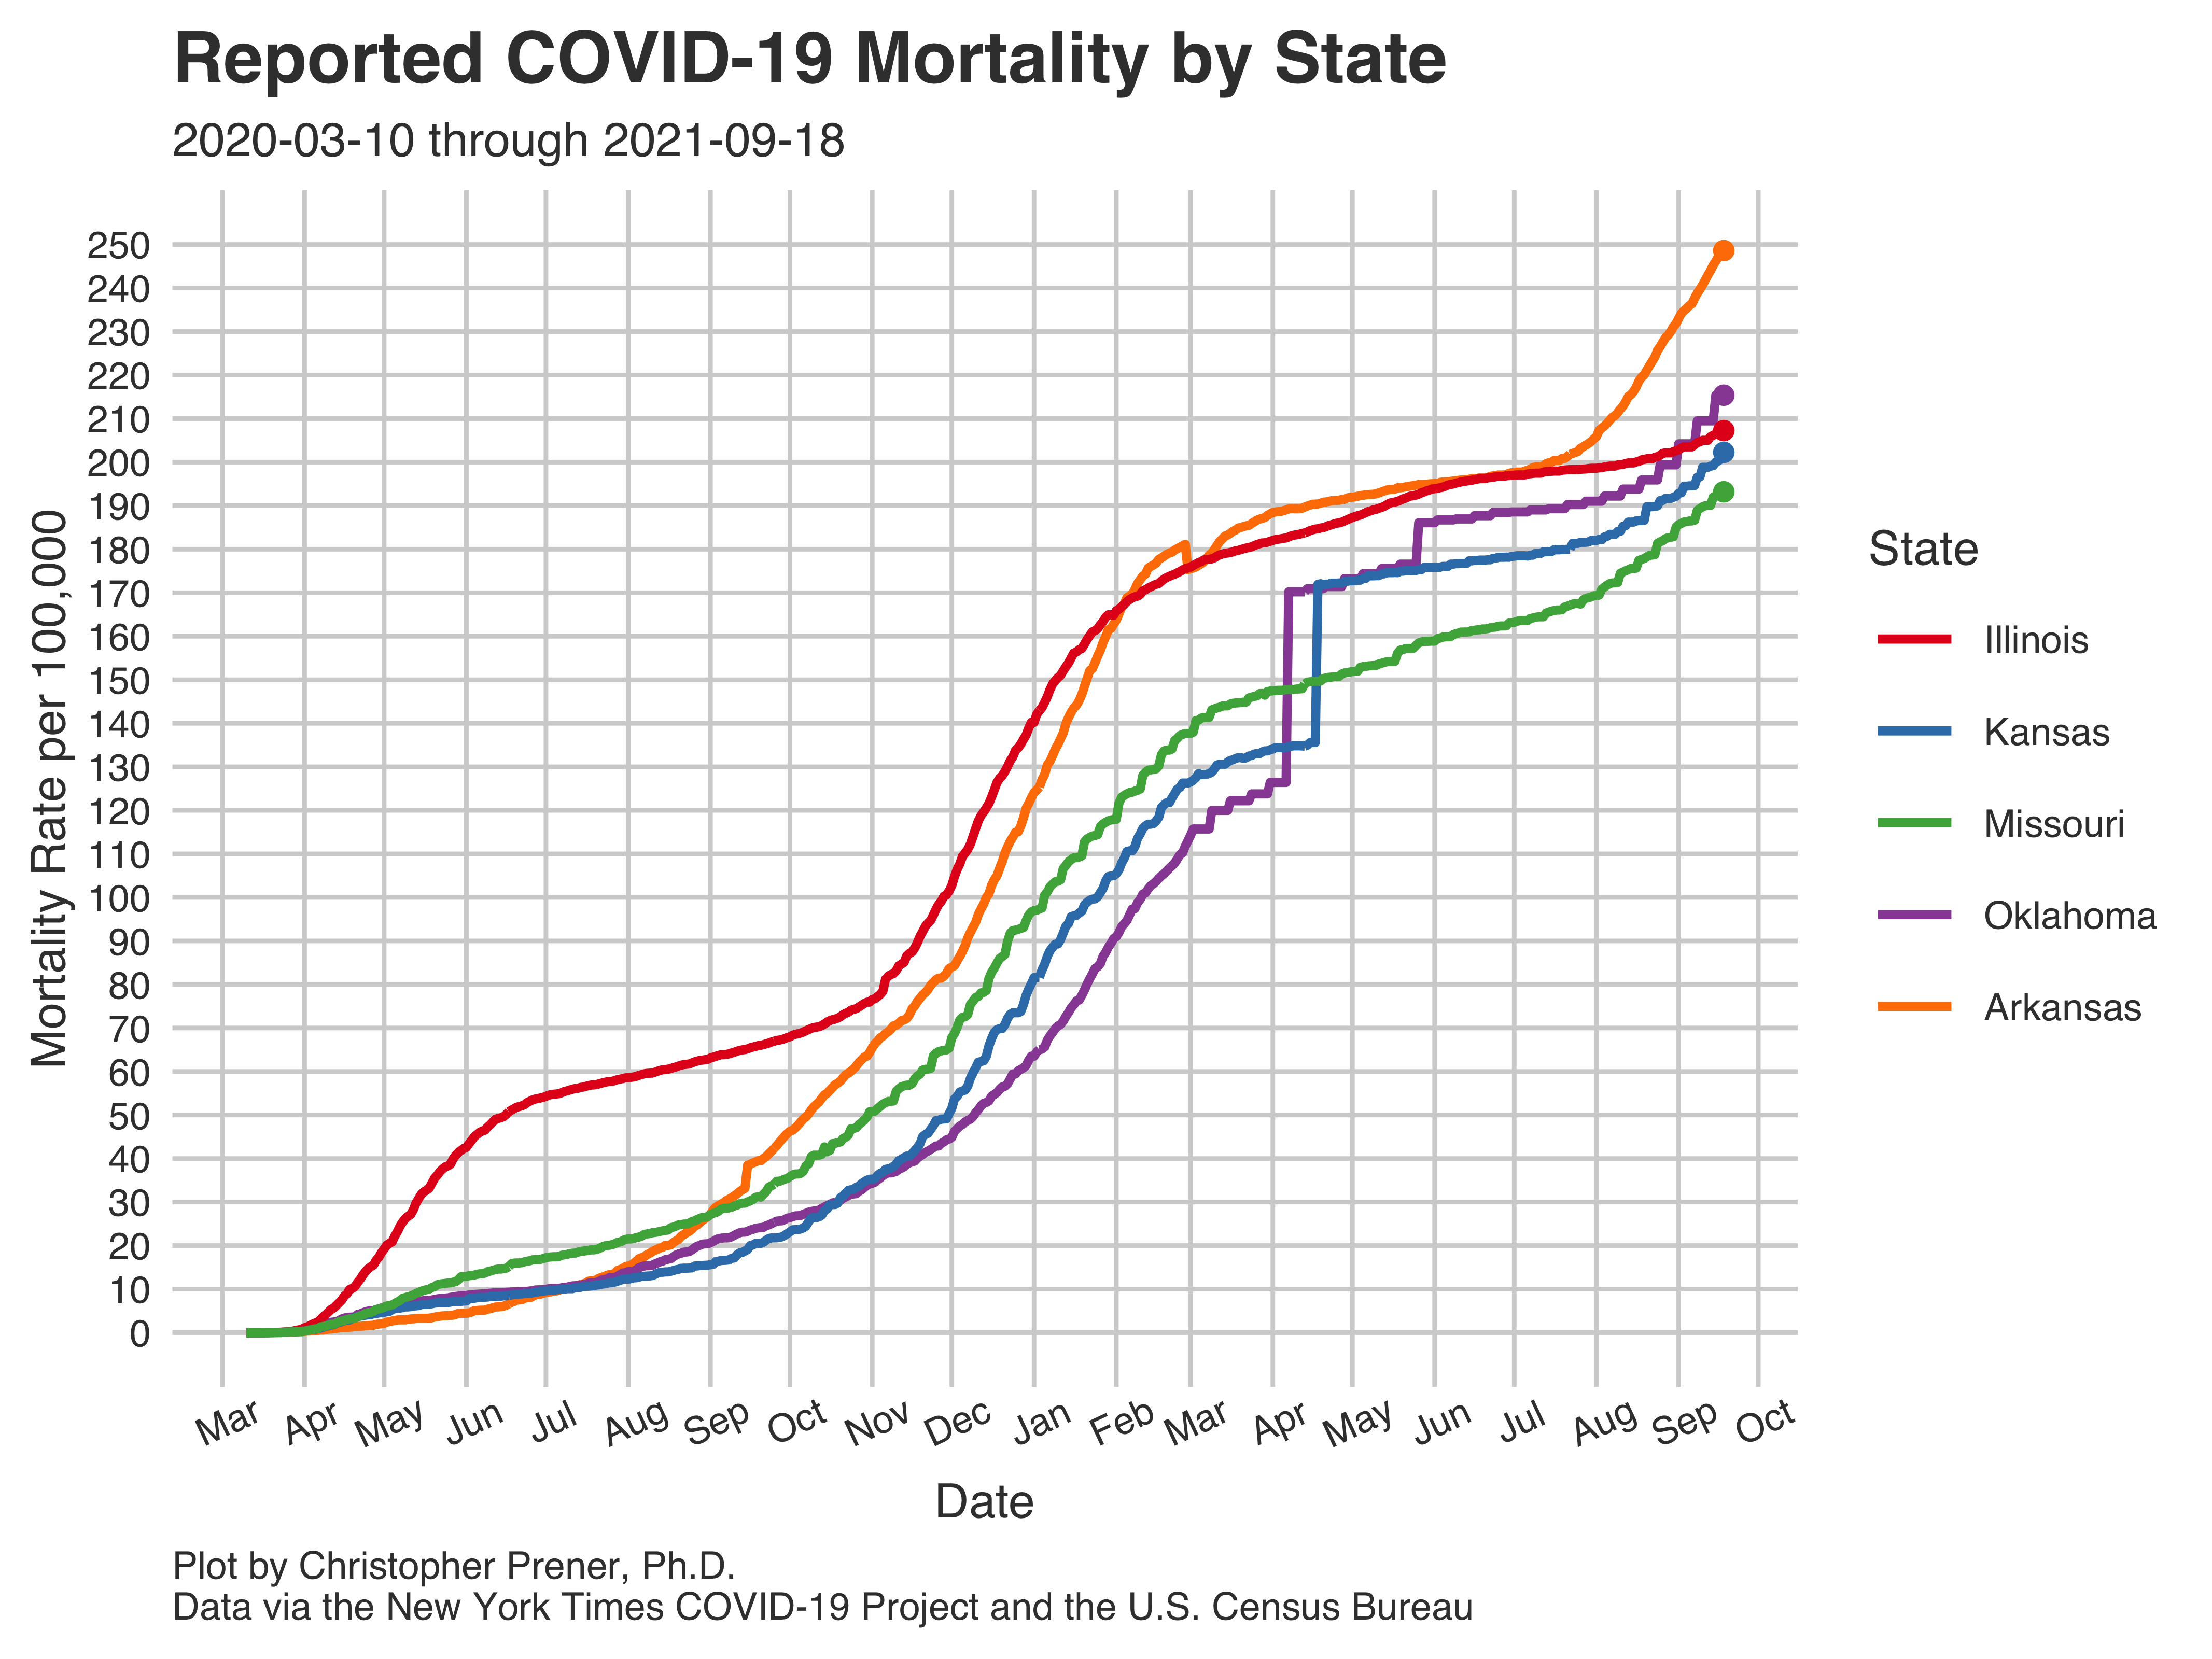 Reported COVID-19 Mortality by State
2020-03-10 through 2021-09-18
Mortality Rate per 100,000
250
240
230
220
210
200
190
180
170
160
150
140
130
120
110
100
90
80
70
60
50
40
30
20
10
0
Mar Apr May Jun Jul Aug Sep Oct Nov Dec Jan Feb Mar Apr May Jun Jul Aug Sep Oct
Date
State
Illinois
Kansas
Missouri
Oklahoma
Arkansas
Plot by Christopher Prener, Ph.D.
Data via the New York Times COVID-19 Project and the U.S. Census Bureau